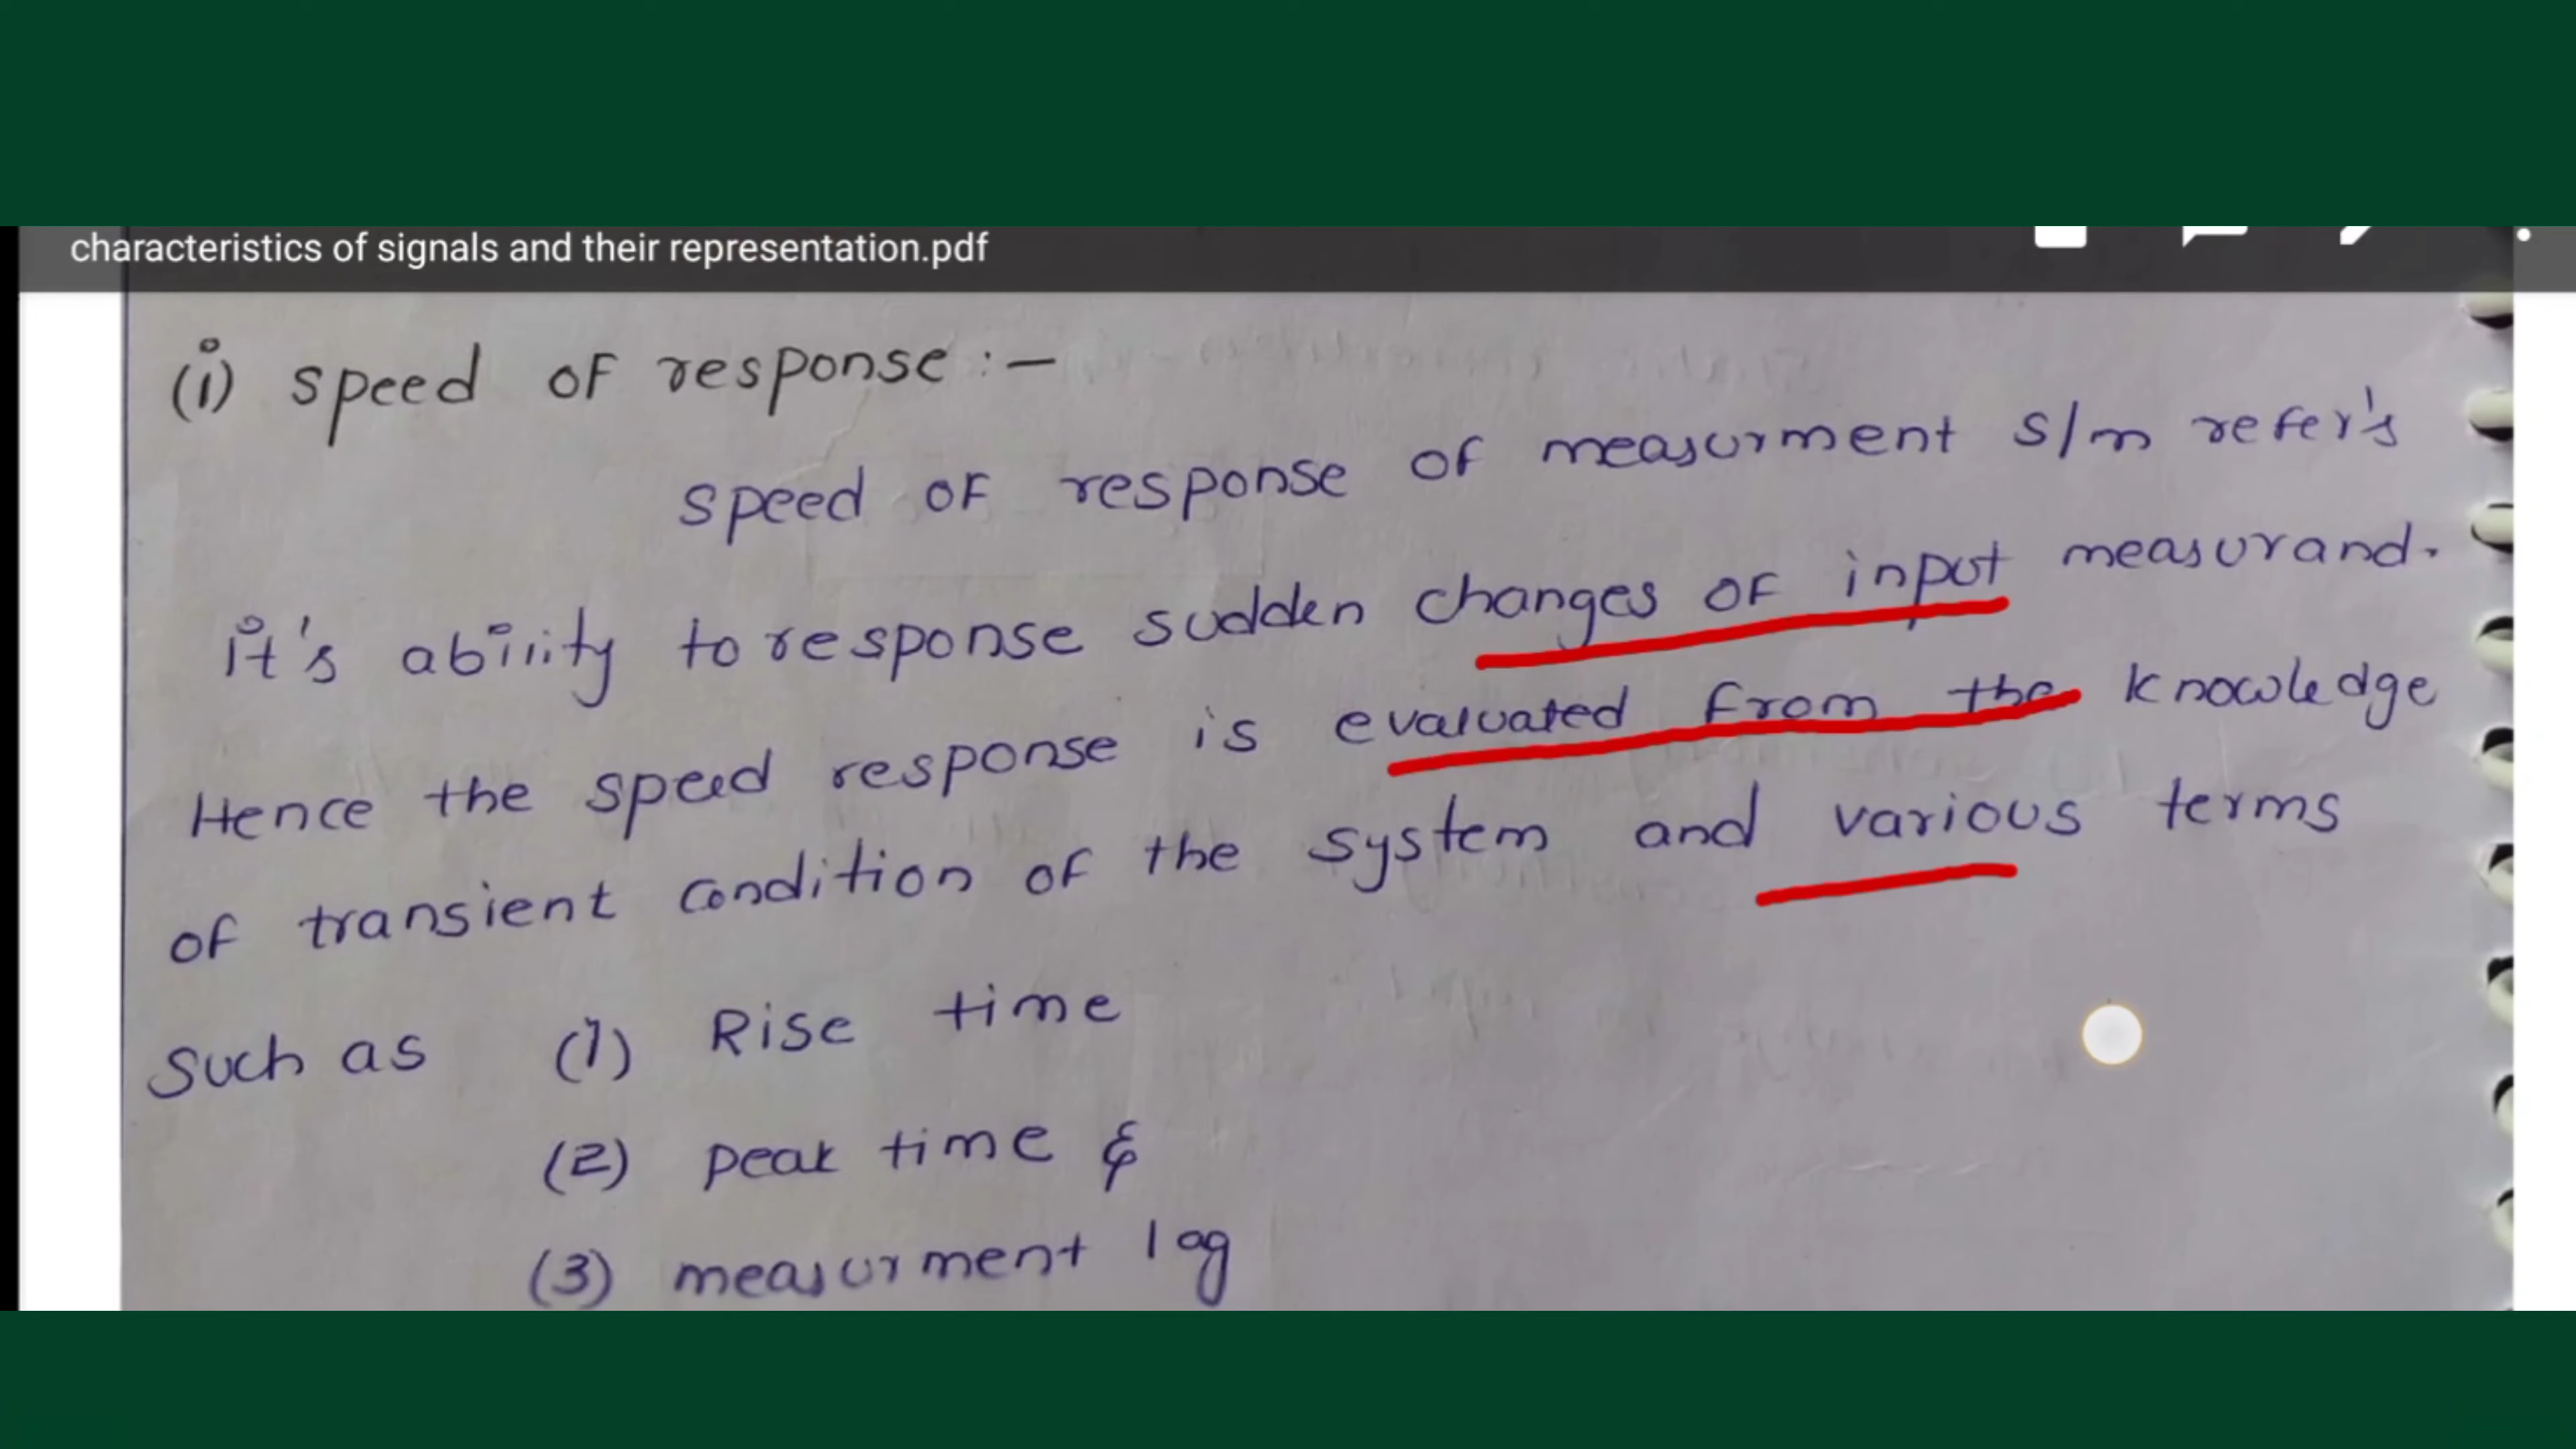 characteristics of signals and their representation.pdf
(i) speed of response :-
speed of response of measurment s/m refer's
it's ability to response sudden changes of input measurand.
Hence the speed response is evaluated from the knowledge
of transient condition of the system and various terms
such as (1) Rise time
(2) peak time &
(3) measurment lag